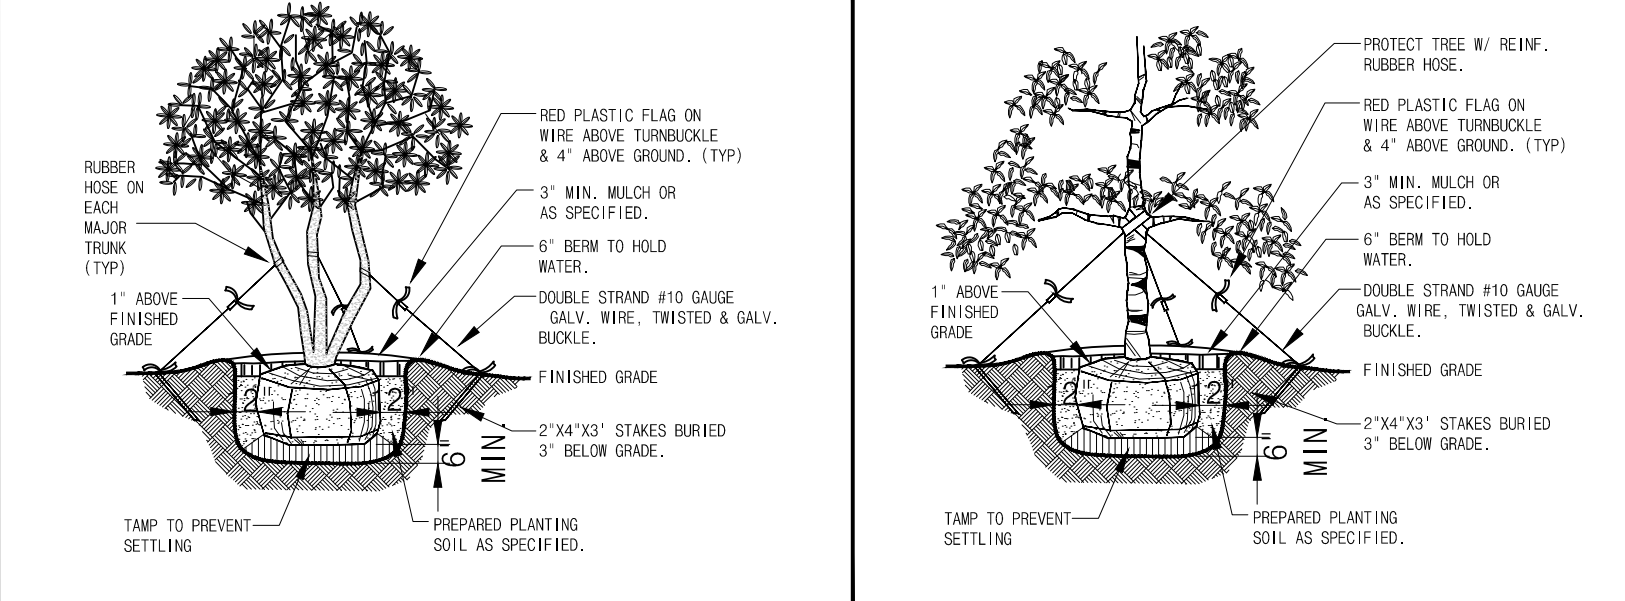 RED PLASTIC FLAG ON
WIRE ABOVE TURNBUCKLE
& 4" ABOVE GROUND. (TYP)
RUBBER
HOSE ON
EACH
MAJOR
TRUNK
(TYP)
3" MIN. MULCH OR
AS SPECIFIED.
6" BERM TO HOLD
WATER.
1" ABOVE
FINISHED
GRADE
DOUBLE STRAND #10 GAUGE
GALV. WIRE, TWISTED & GALV.
BUCKLE.
FINISHED GRADE
2"
2"
2"X4"X3' STAKES BURIED
3" BELOW GRADE.
6"
MIN.
TAMP TO PREVENT
SETTLING
PREPARED PLANTING
SOIL AS SPECIFIED.
PROTECT TREE W/ REINF.
RUBBER HOSE.
RED PLASTIC FLAG ON
WIRE ABOVE TURNBUCKLE
& 4" ABOVE GROUND. (TYP)
3" MIN. MULCH OR
AS SPECIFIED.
6" BERM TO HOLD
WATER.
1" ABOVE
FINISHED
GRADE
DOUBLE STRAND #10 GAUGE
GALV. WIRE, TWISTED & GALV.
BUCKLE.
FINISHED GRADE
2"
2"
2"X4"X3' STAKES BURIED
3" BELOW GRADE.
6"
MIN.
TAMP TO PREVENT
SETTLING
PREPARED PLANTING
SOIL AS SPECIFIED.